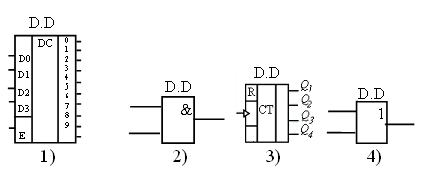 D.D
DC
0
1
2
3
4
5
6
7
8
9
D0
D1
D2
D3
E
1)
D.D
&
2)
D.D
R
CT
Q1
Q2
Q3
Q4
3)
D.D
1
4)